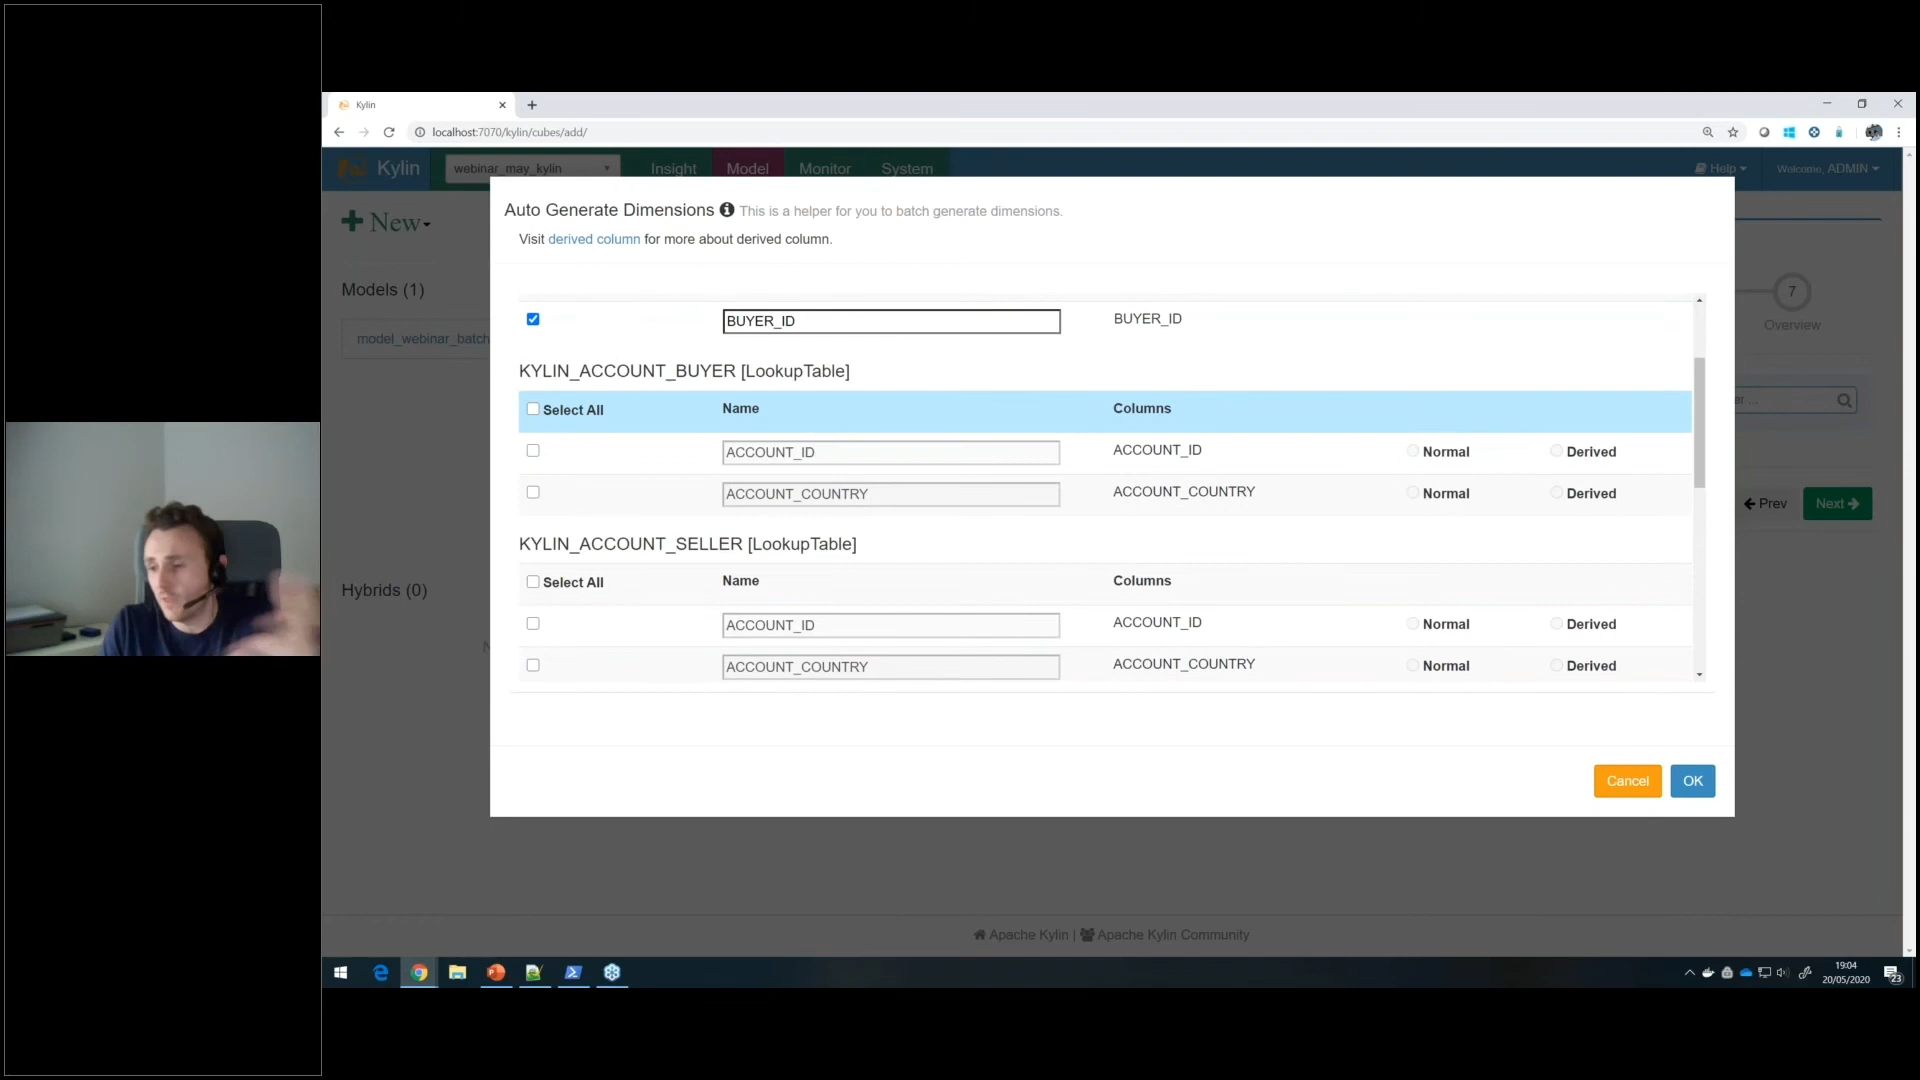 Kylin
localhost:7070/kylin/cubes/add/
Kylin
webinar_may_kylin
Insight
Model
Monitor
System
Help
Welcome, ADMIN
New
Models (1)
model_webinar_batch
Hybrids (0)
N
Auto Generate Dimensions This is a helper for you to batch generate dimensions.
Visit derived column for more about derived column.
BUYER_ID BUYER_ID
KYLIN_ACCOUNT_BUYER [LookupTable]
Select All Name Columns
ACCOUNT_ID ACCOUNT_ID Normal Derived
ACCOUNT_COUNTRY ACCOUNT_COUNTRY Normal Derived
KYLIN_ACCOUNT_SELLER [LookupTable]
Select All Name Columns
ACCOUNT_ID ACCOUNT_ID Normal Derived
ACCOUNT_COUNTRY ACCOUNT_COUNTRY Normal Derived
Cancel OK
7
Overview
er ...
Prev Next
Apache Kylin | Apache Kylin Community
19:04
20/05/2020
23